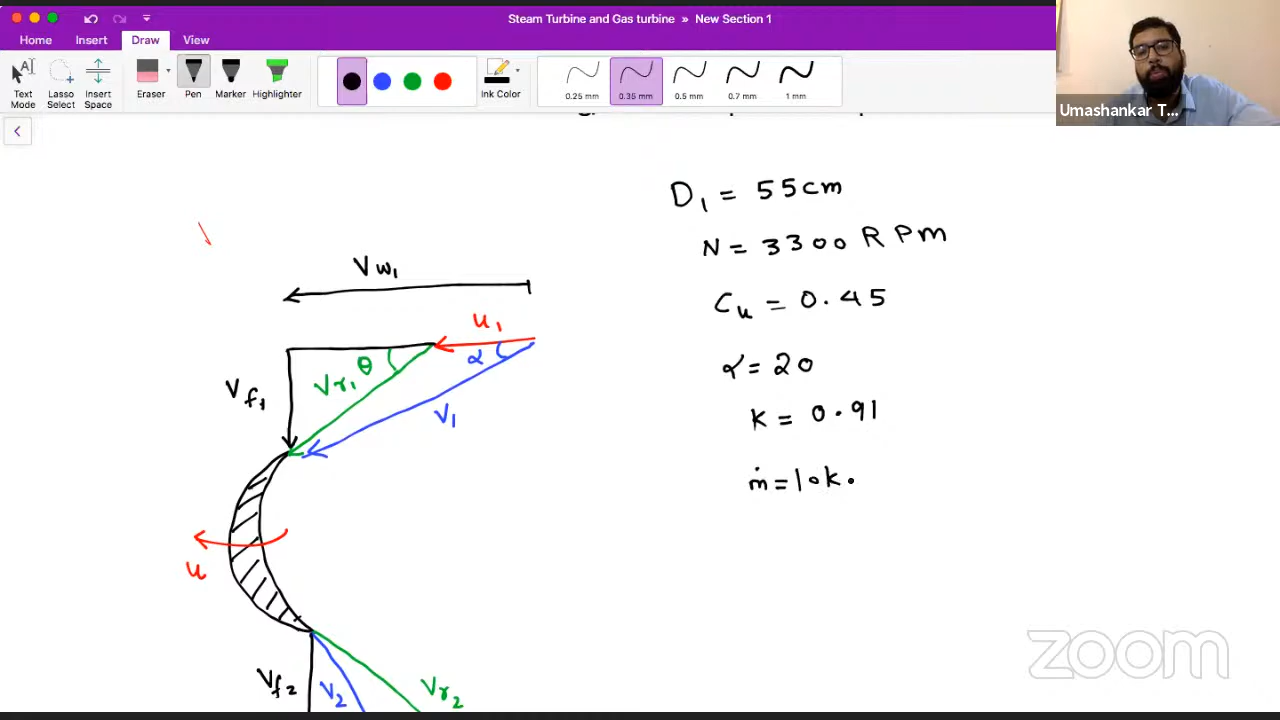 Steam Turbine and Gas turbine » New Section 1
Home Insert Draw View
Text Mode
Lasso Select
Insert Space
Eraser
Pen
Marker
Highlighter
Ink Color
0.25 mm
0.35 mm
0.5 mm
0.7 mm
1 mm
Umashankar T...
D1 = 55cm
N = 3300 RPm
Cu = 0.45
α = 20
k = 0.91
ṁ = 10k.
Vw1
u1
α
θ
Vr1
Vf1
V1
u
Vf2
V2
Vr2
zoom